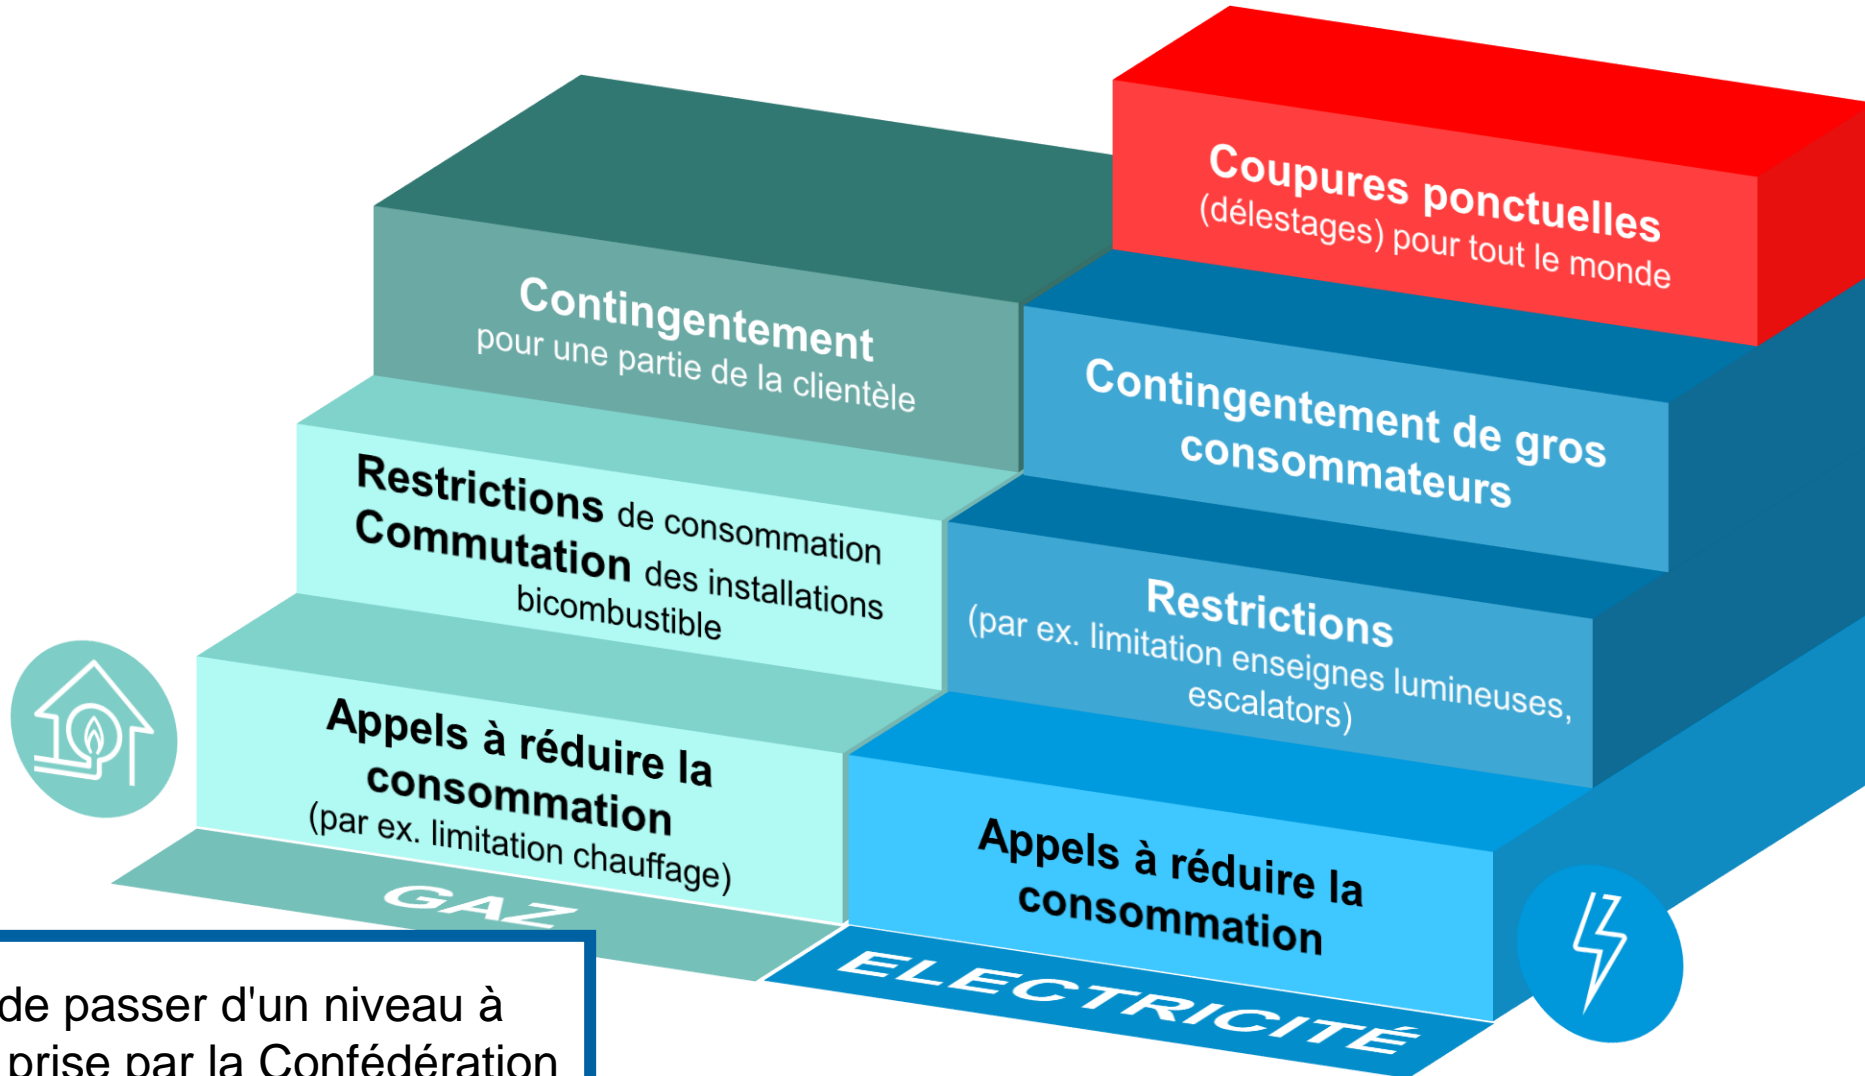 Coupures ponctuelles
(délestages) pour tout le monde
Contingentement
pour une partie de la clientèle
Contingentement de gros
consommateurs
Restrictions de consommation
Commutation des installations
bicombustible
Restrictions
(par ex. limitation enseignes lumineuses,
escalators)
Appels à réduire la
consommation
(par ex. limitation chauffage)
Appels à réduire la
consommation
GAZ
ELECTRICITÉ
de passer d'un niveau à
prise par la Confédération